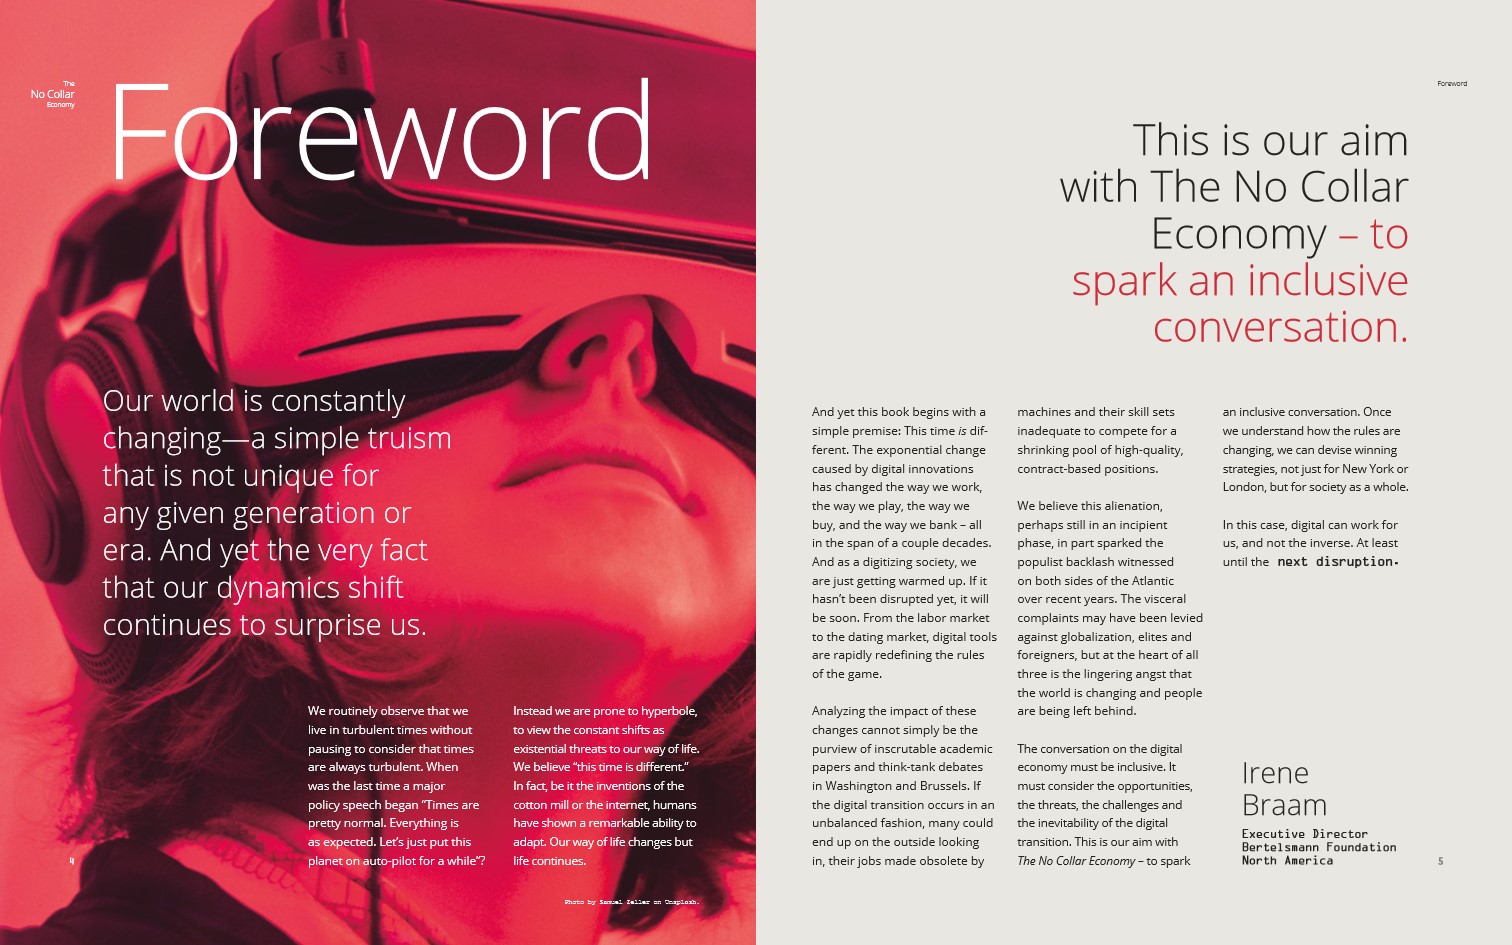 The
No Collar
Economy
Foreword
Our world is constantly
changing—a simple truism
that is not unique for
any given generation or
era. And yet the very fact
that our dynamics shift
continues to surprise us.
We routinely observe that we
live in turbulent times without
pausing to consider that times
are always turbulent. When
was the last time a major
policy speech began “Times are
pretty normal. Everything is
as expected. Let’s just put this
planet on auto-pilot for a while”?
Instead we are prone to hyperbole,
to view the constant shifts as
existential threats to our way of life.
We believe “this time is different.”
In fact, be it the inventions of the
cotton mill or the internet, humans
have shown a remarkable ability to
adapt. Our way of life changes but
life continues.
4
Photo by Samuel Zeller on Unsplash.
Foreword
This is our aim
with The No Collar
Economy – to
spark an inclusive
conversation.
And yet this book begins with a
simple premise: This time is dif-
ferent. The exponential change
caused by digital innovations
has changed the way we work,
the way we play, the way we
buy, and the way we bank – all
in the span of a couple decades.
And as a digitizing society, we
are just getting warmed up. If it
hasn’t been disrupted yet, it will
be soon. From the labor market
to the dating market, digital tools
are rapidly redefining the rules
of the game.
Analyzing the impact of these
changes cannot simply be the
purview of inscrutable academic
papers and think-tank debates
in Washington and Brussels. If
the digital transition occurs in an
unbalanced fashion, many could
end up on the outside looking
in, their jobs made obsolete by
machines and their skill sets
inadequate to compete for a
shrinking pool of high-quality,
contract-based positions.
We believe this alienation,
perhaps still in an incipient
phase, in part sparked the
populist backlash witnessed
on both sides of the Atlantic
over recent years. The visceral
complaints may have been levied
against globalization, elites and
foreigners, but at the heart of all
three is the lingering angst that
the world is changing and people
are being left behind.
The conversation on the digital
economy must be inclusive. It
must consider the opportunities,
the threats, the challenges and
the inevitability of the digital
transition. This is our aim with
The No Collar Economy – to spark
an inclusive conversation. Once
we understand how the rules are
changing, we can devise winning
strategies, not just for New York or
London, but for society as a whole.
In this case, digital can work for
us, and not the inverse. At least
until the next disruption.
Irene
Braam
Executive Director
Bertelsmann Foundation
North America
5